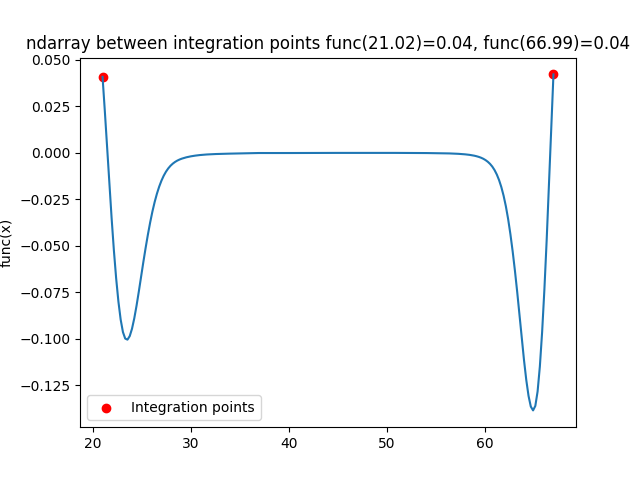 ndarray between integration points func(21.02)=0.04, func(66.99)=0.04
0.050
0.025
0.000
−0.025
−0.050
−0.075
−0.100
−0.125
func(x)
Integration points
20 30 40 50 60